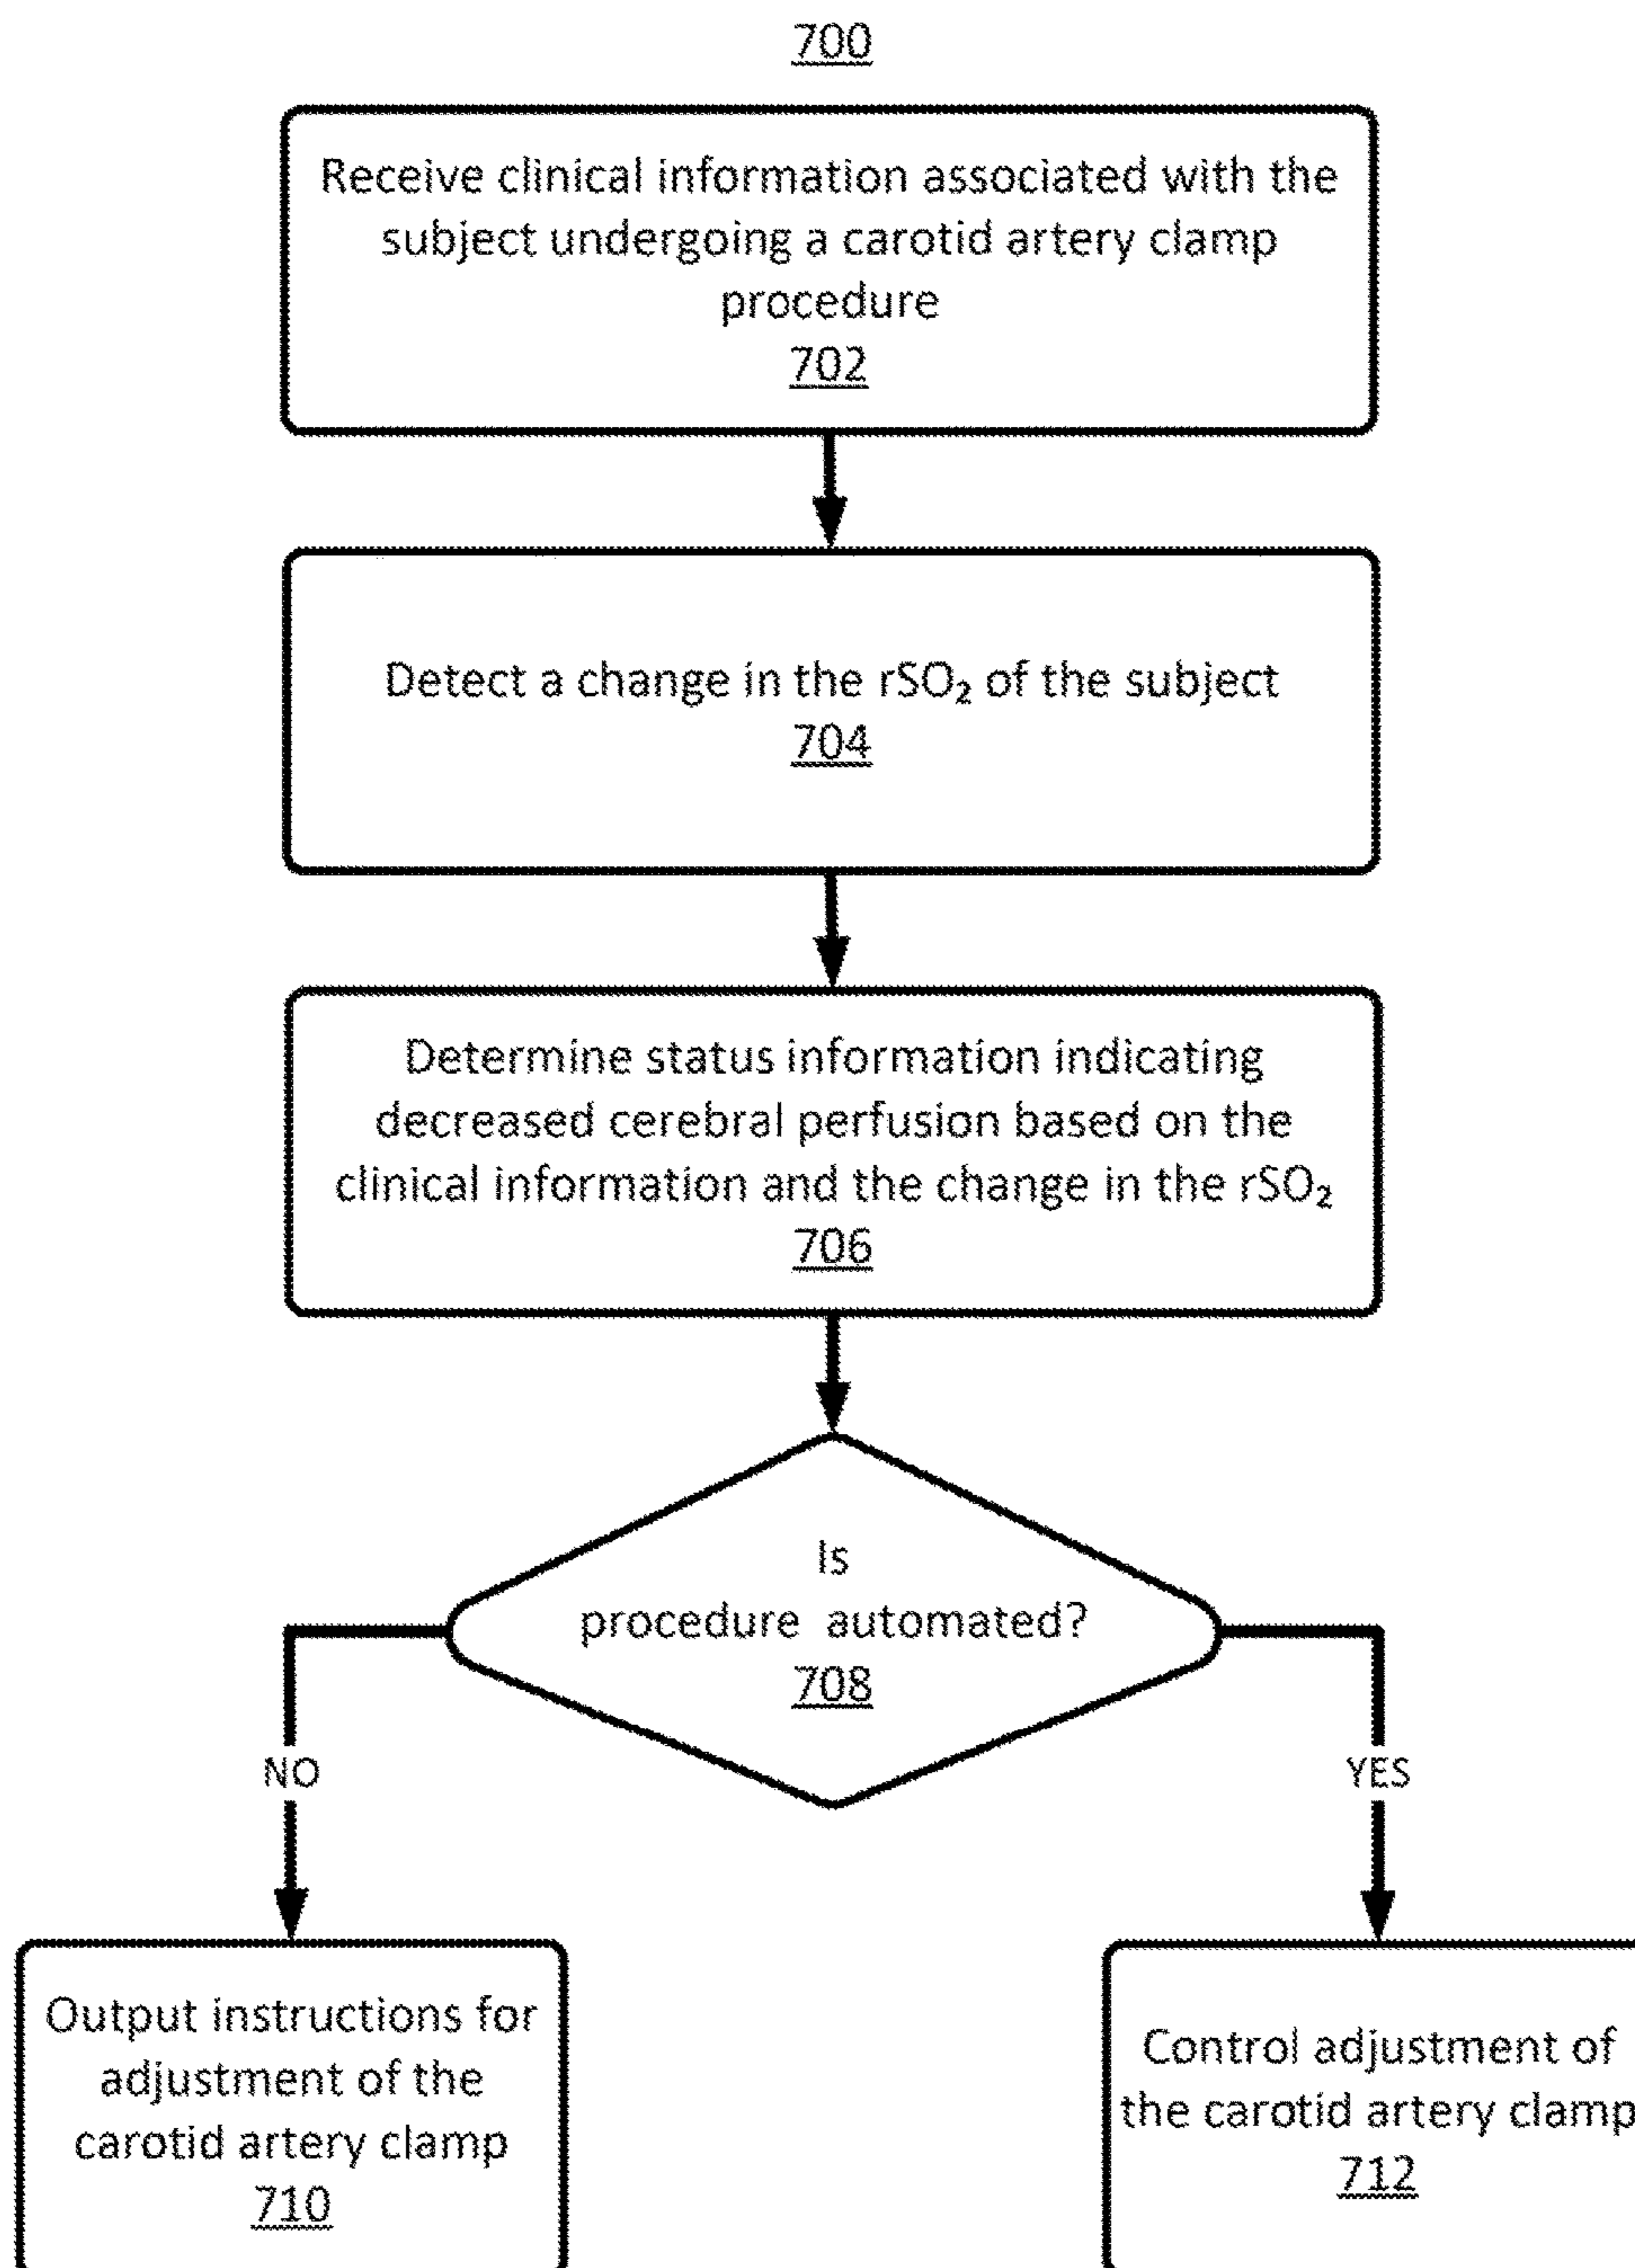 700
Receive clinical information associated with the
subject undergoing a carotid artery clamp
procedure
702
Detect a change in the rSO₂ of the subject
704
Determine status information indicating
decreased cerebral perfusion based on the
clinical information and the change in the rSO₂
706
Is
procedure automated?
708
NO
YES
Output instructions for
adjustment of the
carotid artery clamp
710
Control adjustment of
the carotid artery clamp
712